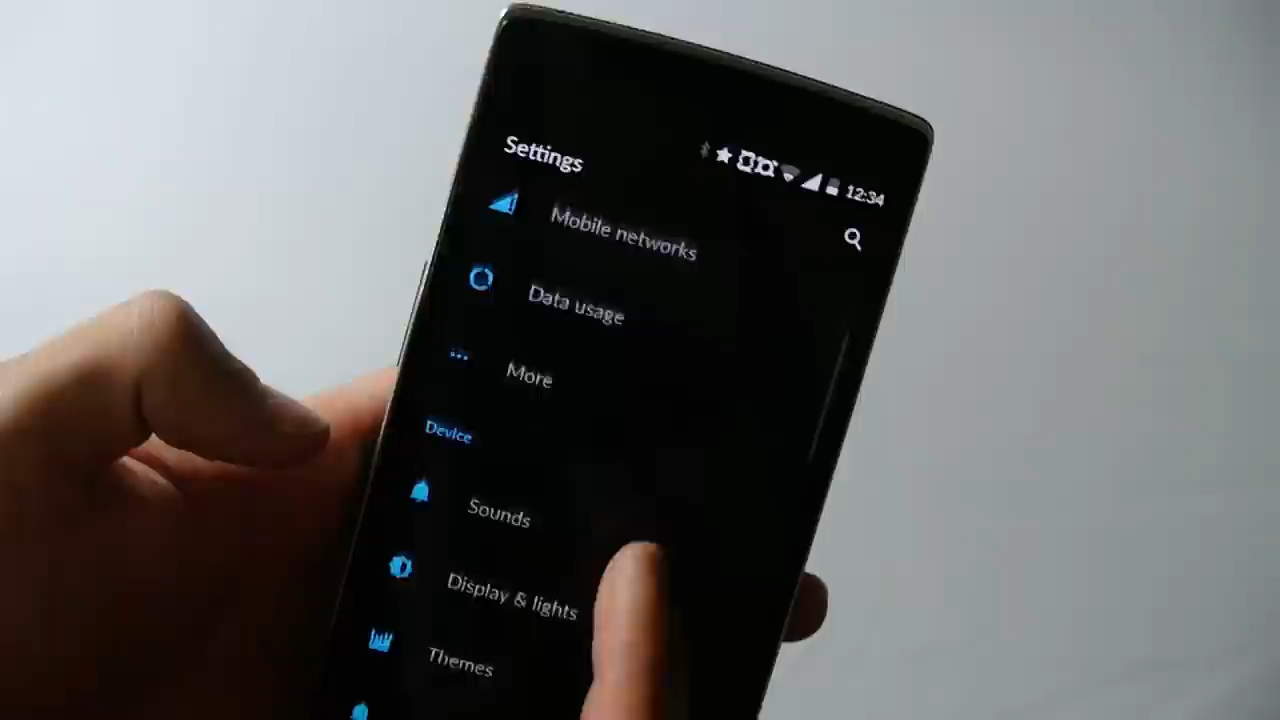 12:34
Settings
Mobile networks
Data usage
More
Device
Sounds
Display & lights
Themes